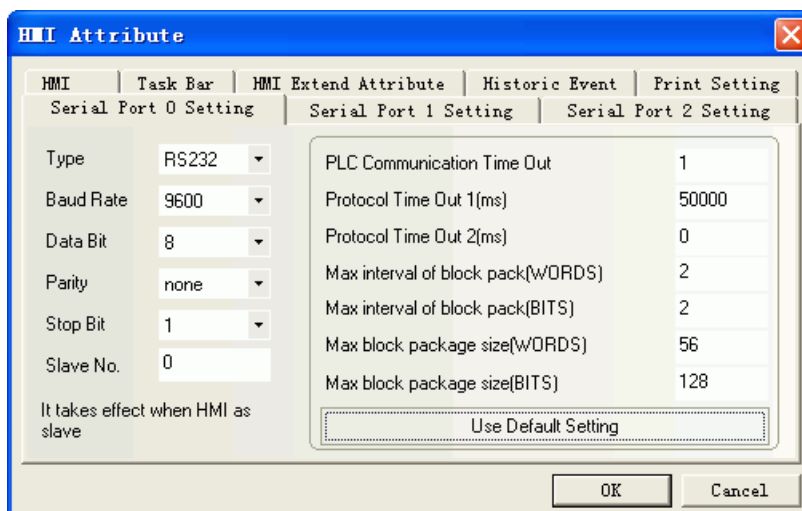 HMI Attribute
HMI
Task Bar
HMI Extend Attribute
Historic Event
Print Setting
Serial Port 0 Setting
Serial Port 1 Setting
Serial Port 2 Setting
Type
RS232
Baud Rate
9600
Data Bit
8
Parity
none
Stop Bit
1
Slave No.
0
It takes effect when HMI as
slave
PLC Communication Time Out
1
Protocol Time Out 1(ms)
50000
Protocol Time Out 2(ms)
0
Max interval of block pack(WORDS)
2
Max interval of block pack(BITS)
2
Max block package size(WORDS)
56
Max block package size(BITS)
128
Use Default Setting
OK
Cancel